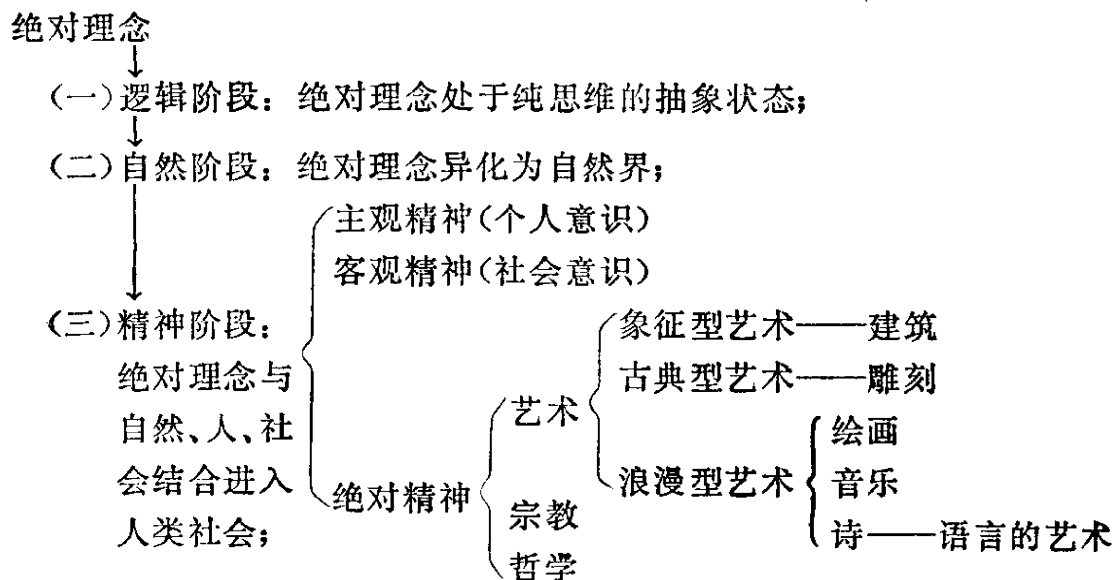 绝对理念
（一）逻辑阶段：绝对理念处于纯思维的抽象状态；
（二）自然阶段：绝对理念异化为自然界；
主观精神（个人意识）
客观精神（社会意识）
（三）精神阶段：
绝对理念与
自然、人、社
会结合进入
人类社会；
绝对精神
艺术
宗教
哲学
象征型艺术——建筑
古典型艺术——雕刻
浪漫型艺术
绘画
音乐
诗——语言的艺术